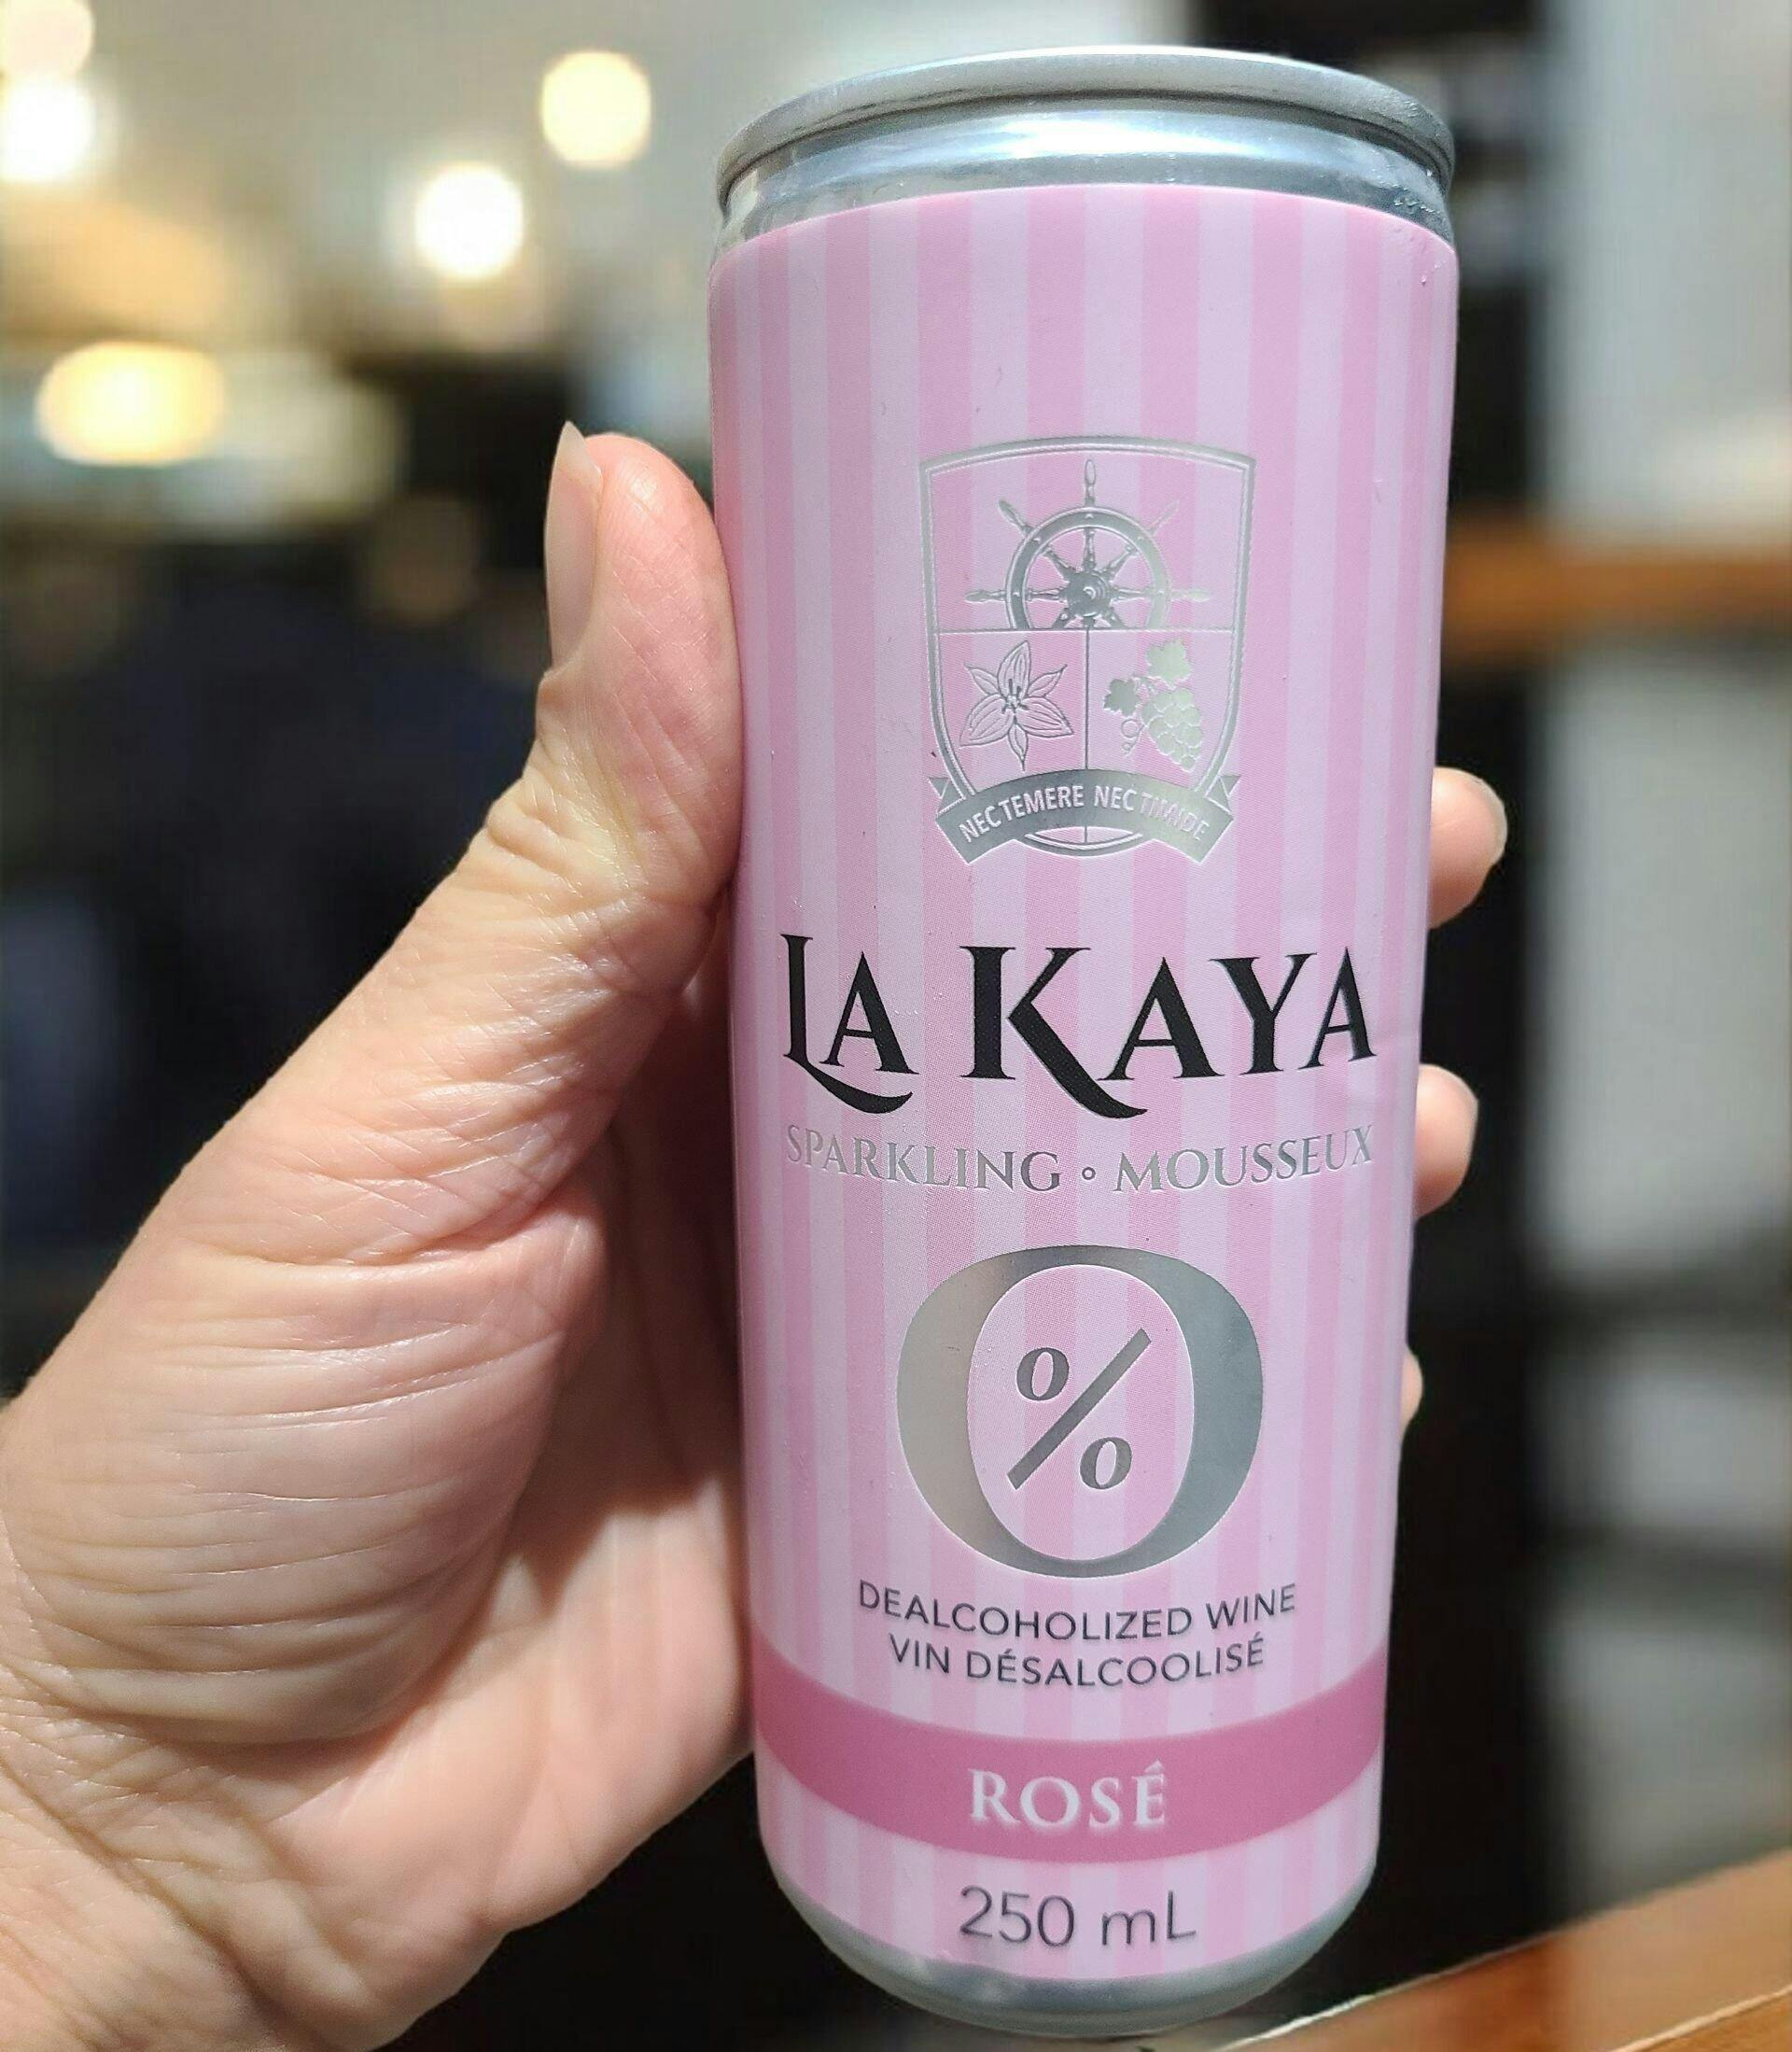 NEC TEMERE NEC TIMIDE
LA KAYA
SPARKLING ◦ MOUSSEUX
0%
DEALCOHOLIZED WINE
VIN DÉSALCOOLISÉ
ROSÉ
250 mL